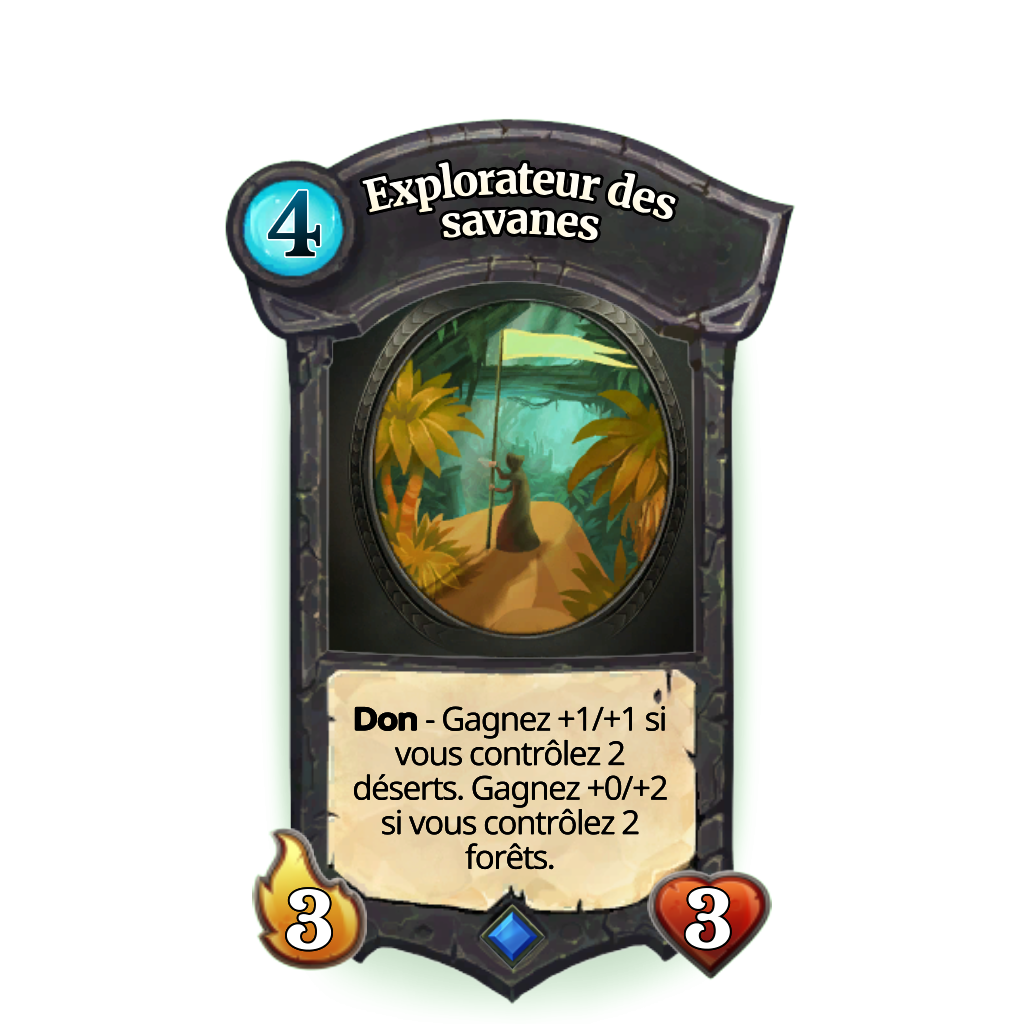 4
Explorateur des
savanes
Don - Gagnez +1/+1 si
vous contrôlez 2
déserts. Gagnez +0/+2
si vous contrôlez 2
forêts.
3
3